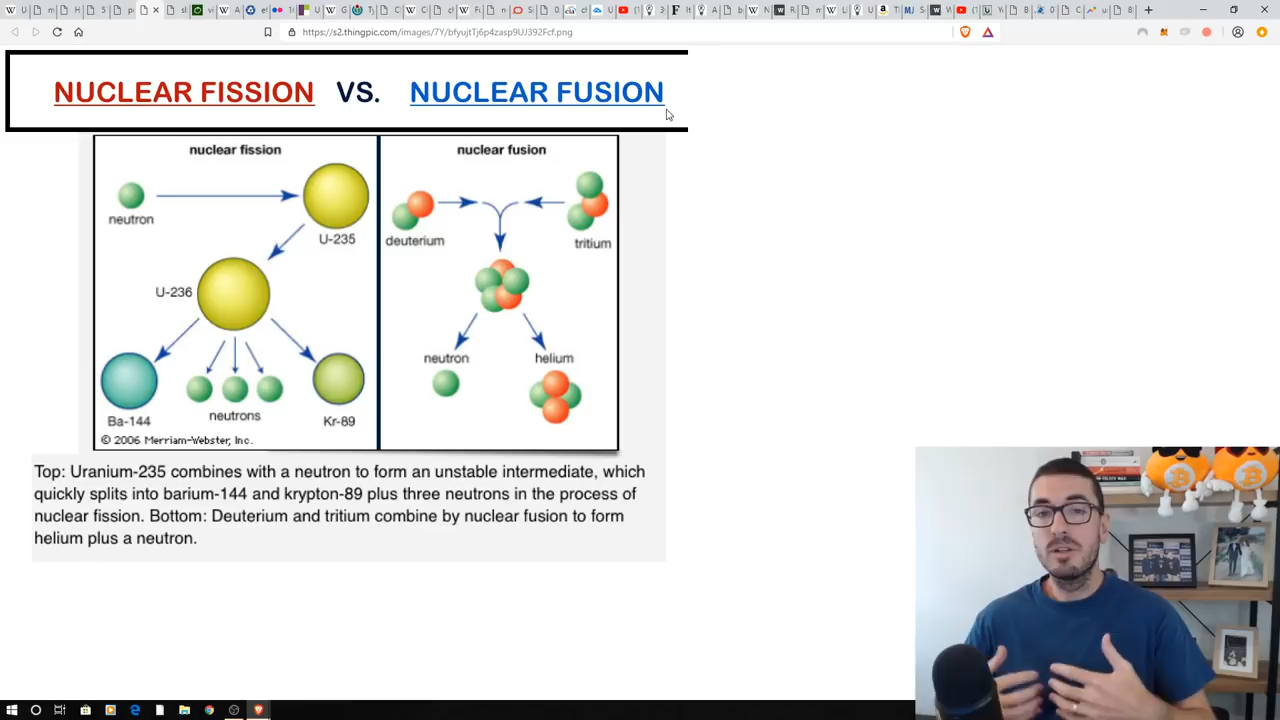 https://s2.thingpic.com/images/7Y/bfyujtTj6p4zasp9UJ392Fcf.png
NUCLEAR FISSION VS. NUCLEAR FUSION
nuclear fission
neutron
U-235
U-236
Ba-144
neutrons
Kr-89
© 2006 Merriam-Webster, Inc.
nuclear fusion
deuterium
tritium
neutron
helium
Top: Uranium-235 combines with a neutron to form an unstable intermediate, which
quickly splits into barium-144 and krypton-89 plus three neutrons in the process of
nuclear fission. Bottom: Deuterium and tritium combine by nuclear fusion to form
helium plus a neutron.